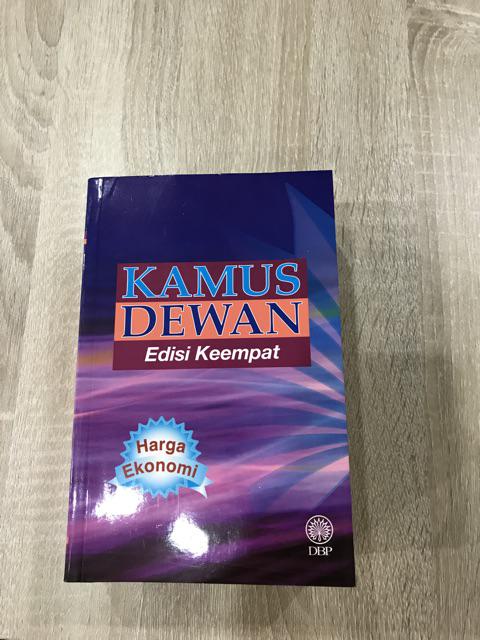 KAMUS
DEWAN
Edisi Keempat
Harga
Ekonomi
DBP